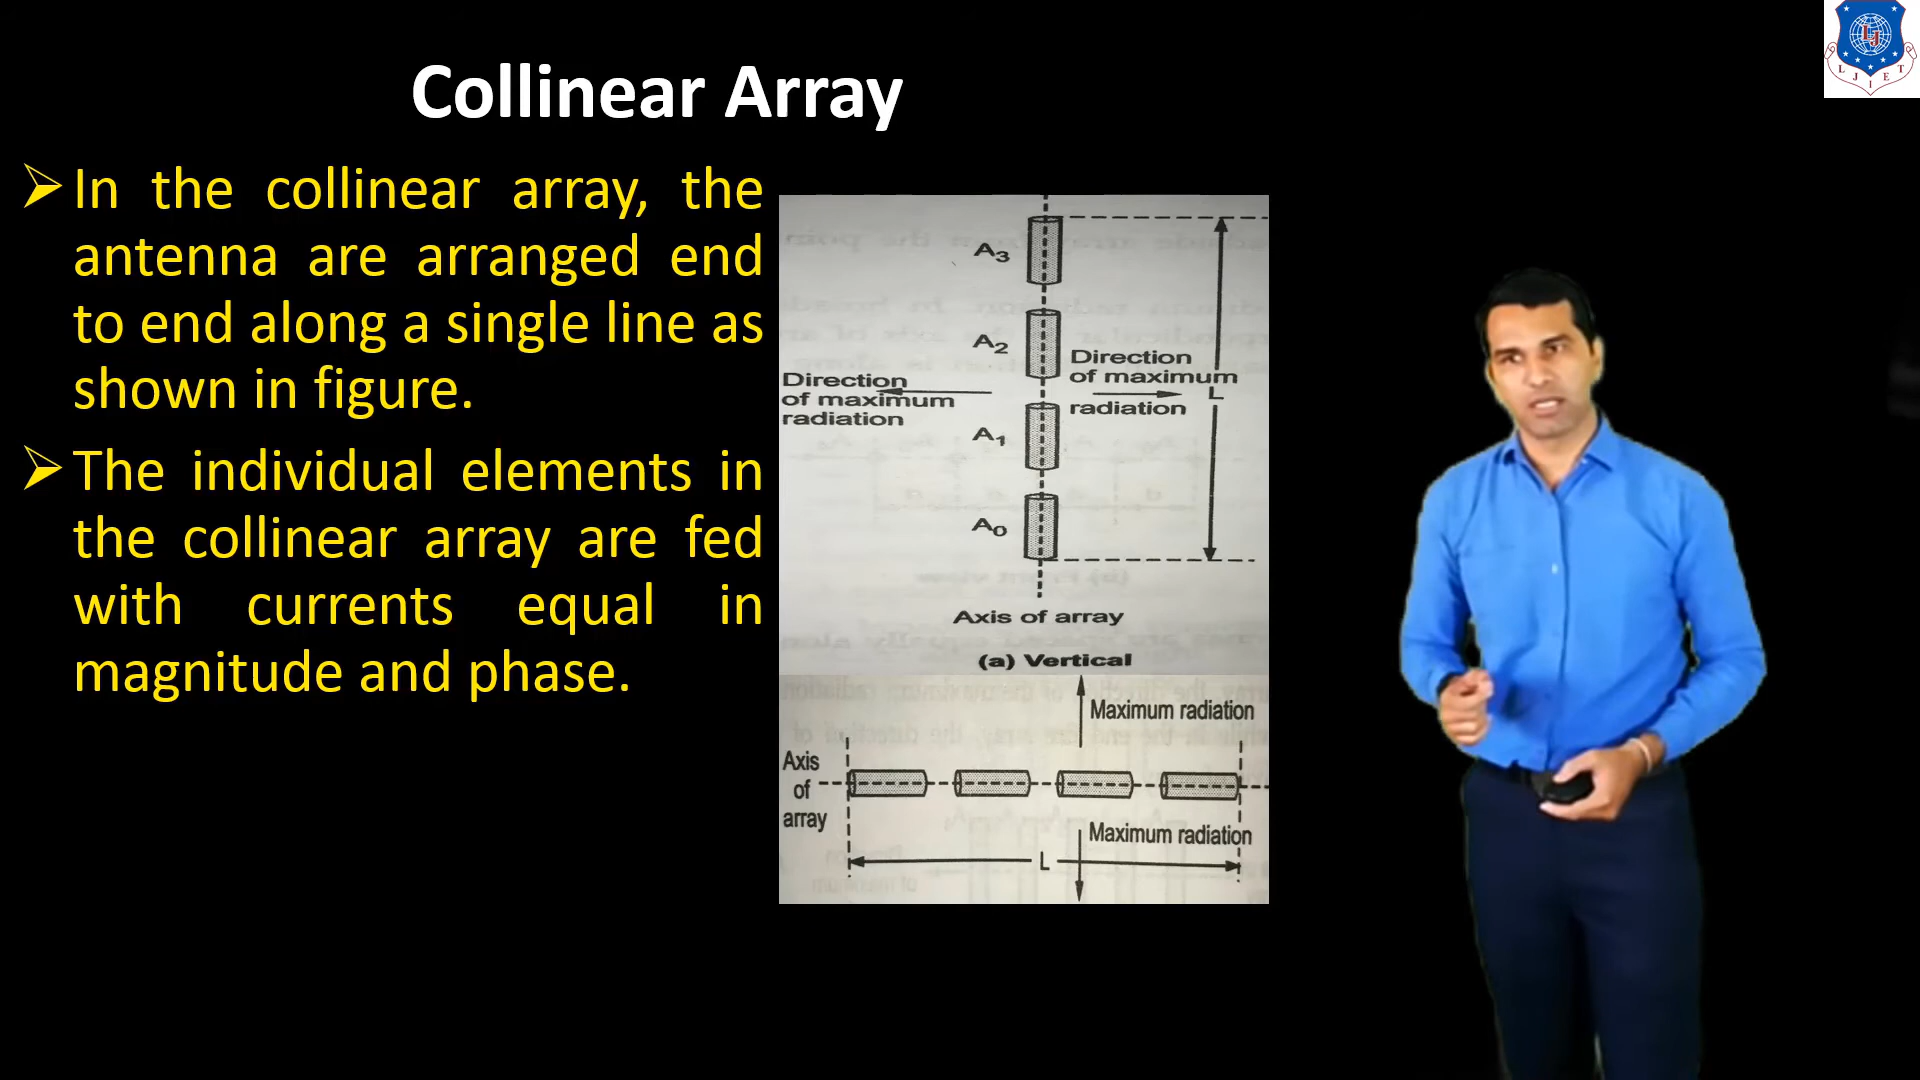 Collinear Array
In the collinear array, the
antenna are arranged end
to end along a single line as
shown in figure.
The individual elements in
the collinear array are fed
with currents equal in
magnitude and phase.
A3
A2
Direction
of maximum
radiation
Direction
of maximum
radiation
L
A1
A0
Axis of array
(a) Vertical
Maximum radiation
Axis
of
array
Maximum radiation
L
LJ
L J I E T